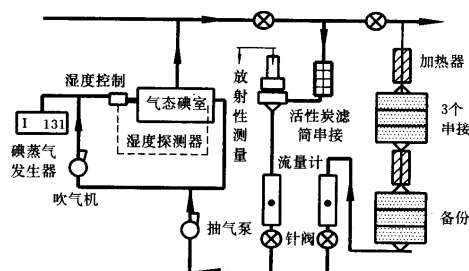 湿度控制
气态碘室
I 131
湿度探测器
碘蒸气
发生器
吹气机
抽气泵
放射性测量
活性炭滤
筒串接
流量计
针阀
加热器
3个
串接
备份